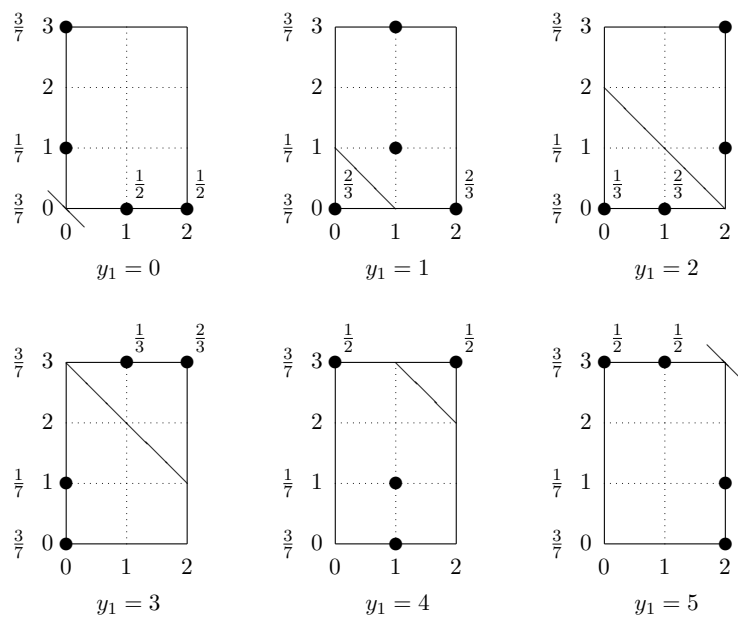 3/7 3 3/7 3 3/7 3
2 2 2
1/7 1 1/7 1 1/7 1
1/2 1/2 2/3 2/3 1/3 2/3
3/7 0 3/7 0 3/7 0
0 1 2 0 1 2 0 1 2
y₁ = 0 y₁ = 1 y₁ = 2
1/3 2/3 1/2 1/2 1/2 1/2
3/7 3 3/7 3 3/7 3
2 2 2
1/7 1 1/7 1 1/7 1
3/7 0 3/7 0 3/7 0
0 1 2 0 1 2 0 1 2
y₁ = 3 y₁ = 4 y₁ = 5